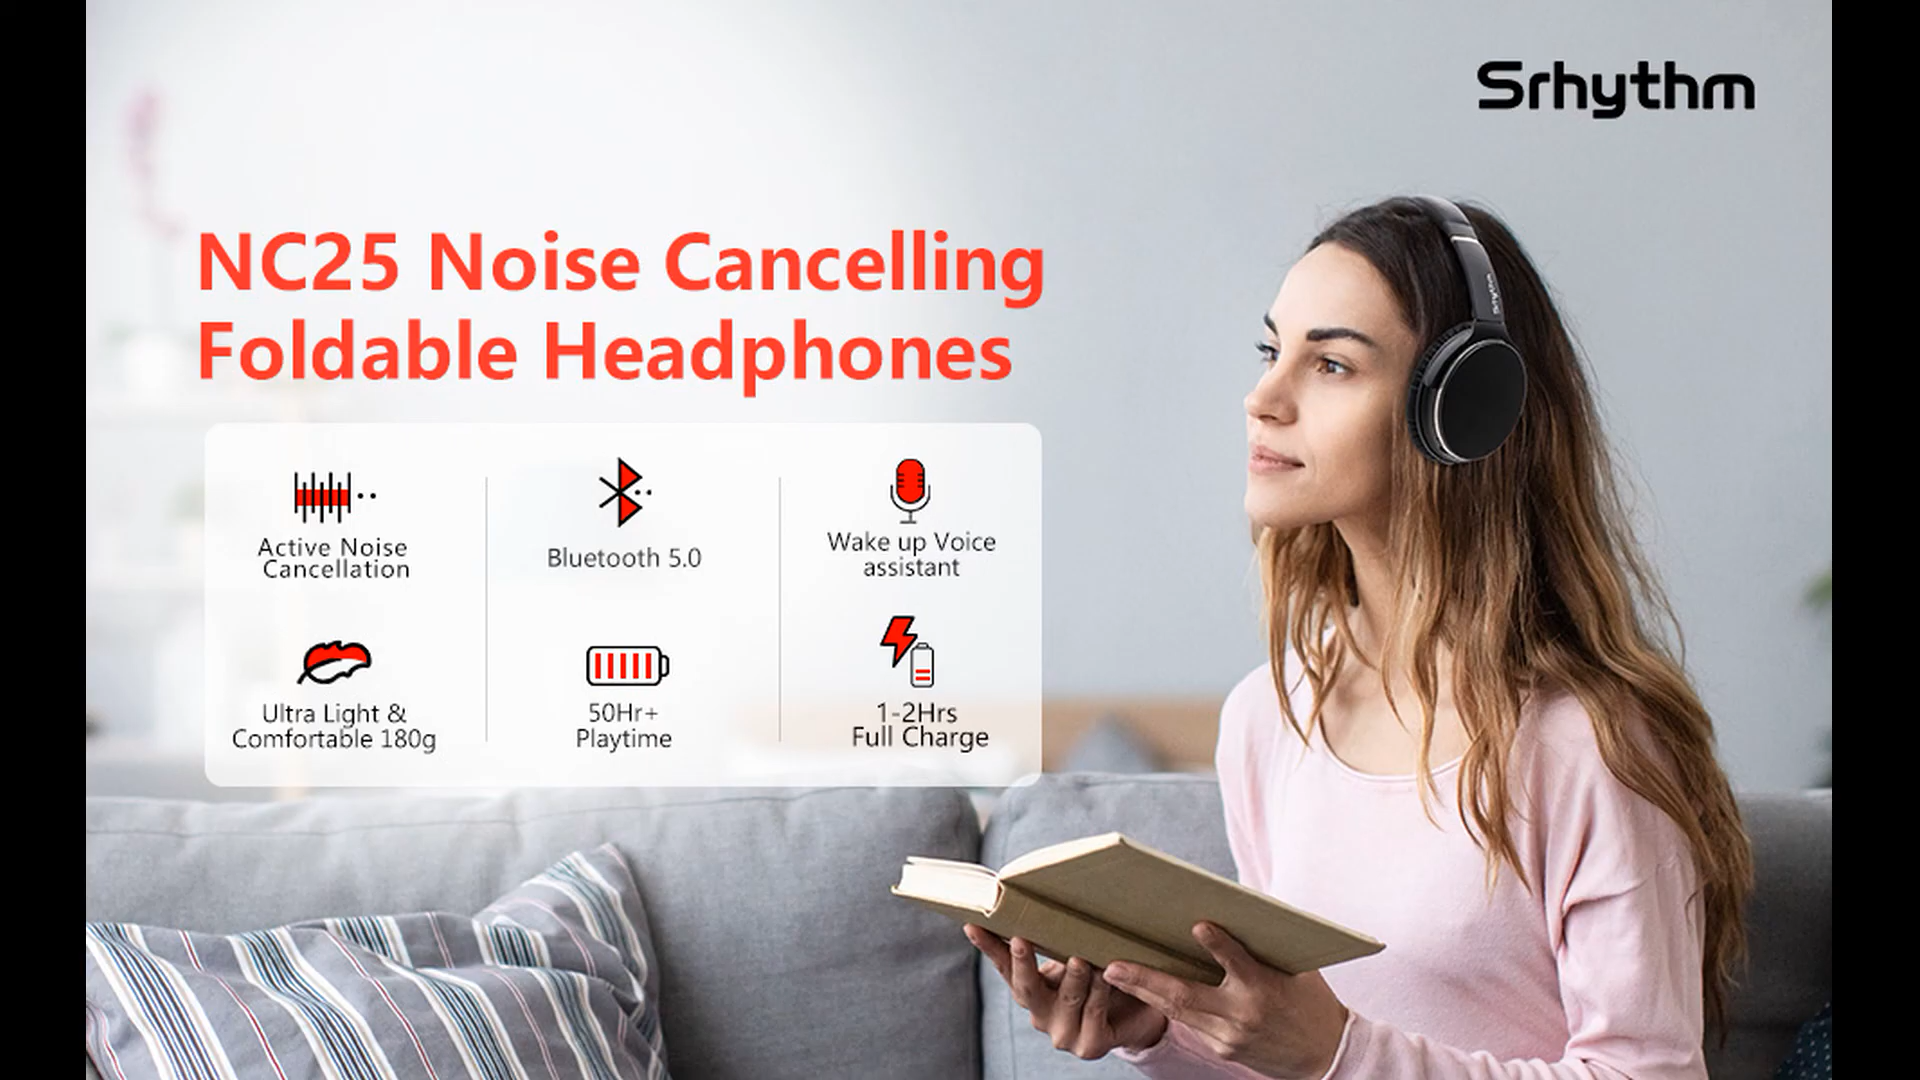 Srhythm
NC25 Noise Cancelling
Foldable Headphones
Srhythm
Active Noise
Cancellation
Bluetooth 5.0
Wake up Voice
assistant
Ultra Light &
Comfortable 180g
50Hr+
Playtime
1-2Hrs
Full Charge